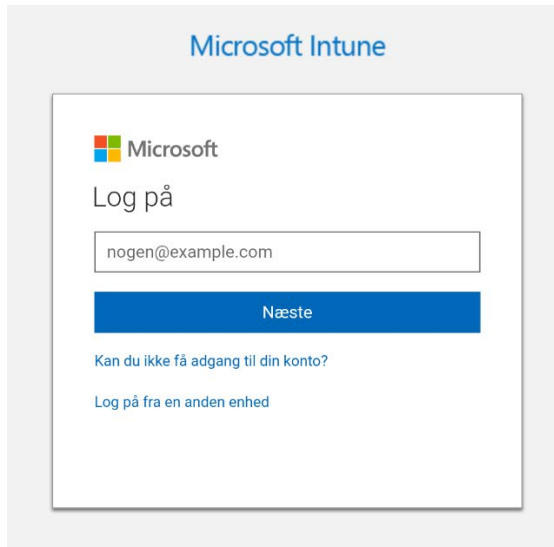 Microsoft Intune
Microsoft
Log på
nogen@example.com
Næste
Kan du ikke få adgang til din konto?
Log på fra en anden enhed